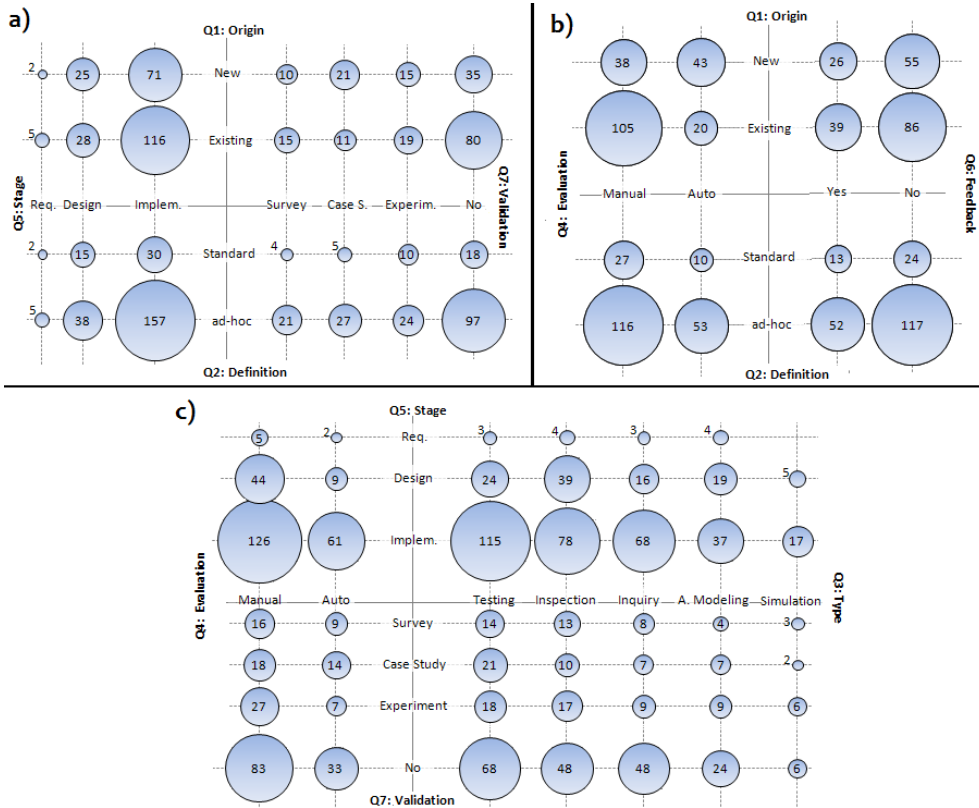 a)
Q1: Origin
2 25 71 New 10 21 15 35
5 28 116 Existing 15 11 19 80
Q5: Stage
Q7: Validation
Req. Design Implem. Survey Case S. Experim. No
2 15 30 Standard 4 5 10 18
5 38 157 ad-hoc 21 27 24 97
Q2: Definition
b)
Q1: Origin
38 43 New 26 55
105 20 Existing 39 86
Q4: Evaluation
Q6: Feedback
Manual Auto Yes No
27 10 Standard 13 24
116 53 ad-hoc 52 117
Q2: Definition
c)
Q5: Stage
5 2 Req. 3 4 3 4
44 9 Design 24 39 16 19 5
126 61 Implem. 115 78 68 37 17
Q4: Evaluation
Q3: Type
Manual Auto Testing Inspection Inquiry A. Modeling Simulation
16 9 Survey 14 13 8 4 3
18 14 Case Study 21 10 7 7 2
27 7 Experiment 18 17 9 9 6
83 33 No 68 48 48 24 6
Q7: Validation